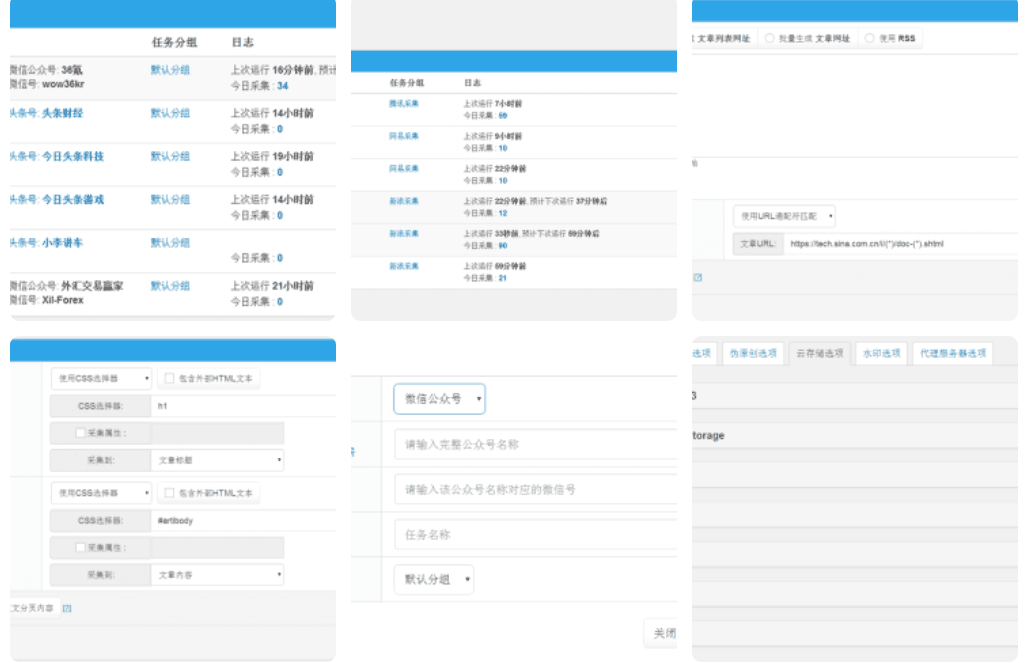 任务分组 日志
微信公众号: 36氪 默认分组 上次运行 16分钟前, 预计
微信号: wow36kr 今日采集 : 34
头条号: 头条财经 默认分组 上次运行 14小时前
今日采集 : 0
头条号: 今日头条科技 默认分组 上次运行 19小时前
今日采集 : 0
头条号: 今日头条游戏 默认分组 上次运行 14小时前
今日采集 : 0
头条号: 小李讲车 默认分组
今日采集 : 0
微信公众号: 外汇交易赢家 默认分组 上次运行 21小时前
微信号: Xil-Forex 今日采集 : 0
任务分组 日志
腾讯采集 上次运行 7小时前
今日采集 : 59
网易采集 上次运行 9小时前
今日采集 : 10
网易采集 上次运行 22分钟前
今日采集 : 10
新浪采集 上次运行 22分钟前, 预计下次运行 37分钟后
今日采集 : 12
新浪采集 上次运行 33秒前, 预计下次运行 59分钟后
今日采集 : 90
新浪采集 上次运行 59分钟前
今日采集 : 21
文章列表网址 批量生成 文章网址 使用 RSS
使用URL通配符匹配
文章URL: https://tech.sina.com.cn/i/(*)/doc-(*).shtml
使用CSS选择器 包含外部HTML文本
CSS选择器: h1
采集属性 :
采集到: 文章标题
使用CSS选择器 包含外部HTML文本
CSS选择器: #artibody
采集属性 :
采集到: 文章内容
文分页内容
微信公众号
请输入完整公众号名称
请输入该公众号名称对应的微信号
任务名称
默认分组
关闭
选项 伪原创选项 云存储选项 水印选项 代理服务器选项
torage